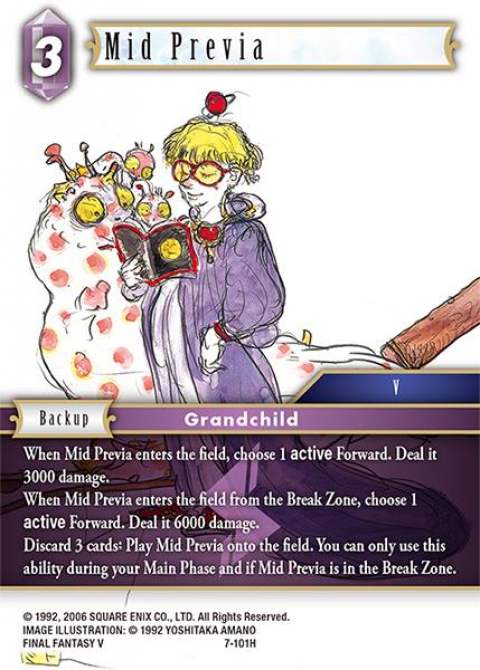 3
Mid Previa
V
Backup
Grandchild
When Mid Previa enters the field, choose 1 active Forward. Deal it
3000 damage.
When Mid Previa enters the field from the Break Zone, choose 1
active Forward. Deal it 6000 damage.
Discard 3 cards: Play Mid Previa onto the field. You can only use this
ability during your Main Phase and if Mid Previa is in the Break Zone.
© 1992, 2006 SQUARE ENIX CO., LTD. All Rights Reserved.
IMAGE ILLUSTRATION: © 1992 YOSHITAKA AMANO
FINAL FANTASY V 7-101H